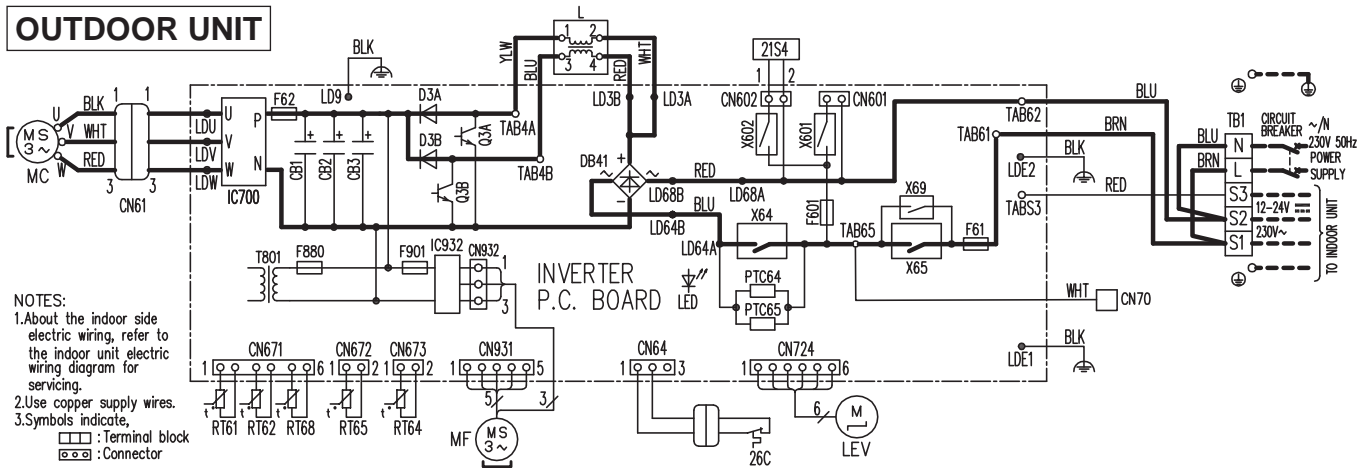 OUTDOOR UNIT
L
1 2
3 4
YLW
BLU
RED
WHT
BLK
LD9
21S4
1 2
CN602
CN601
X602
X601
LD3B
LD3A
BLU
TAB62
TAB61
BRN
BLK
LDE2
RED
TABS3
TB1
CIRCUIT
BREAKER
~/N
230V 50Hz
POWER
SUPPLY
BLU
N
BRN
L
S3
12-24V
S2
230V~
S1
TO INDOOR UNIT
MS
3~
MC
U
BLK
V
WHT
W
RED
1 1
3 3
CN61
LDU
LDV
LDW
U
V
W
P
N
IC700
F62
CB1
CB2
CB3
+ + +
D3A
D3B
Q3A
Q3B
TAB4A
TAB4B
DB41
+
~ ~
-
RED
LD68B
LD68A
BLU
LD64B
LD64A
X64
F601
TAB65
X69
X65
F61
PTC64
PTC65
LED
WHT
CN70
BLK
LDE1
T801
F880
F901
IC932
CN932
1
3
INVERTER
P.C. BOARD
NOTES:
1.About the indoor side
electric wiring, refer to
the indoor unit electric
wiring diagram for
servicing.
2.Use copper supply wires.
3.Symbols indicate,
: Terminal block
: Connector
CN671
1 6
CN672
1 2
CN673
1 2
CN931
1 5
CN64
1 3
CN724
1 6
t°
RT61
t°
RT62
t°
RT68
t°
RT65
t°
RT64
5
3
MF
MS
3~
26C
6
M
LEV